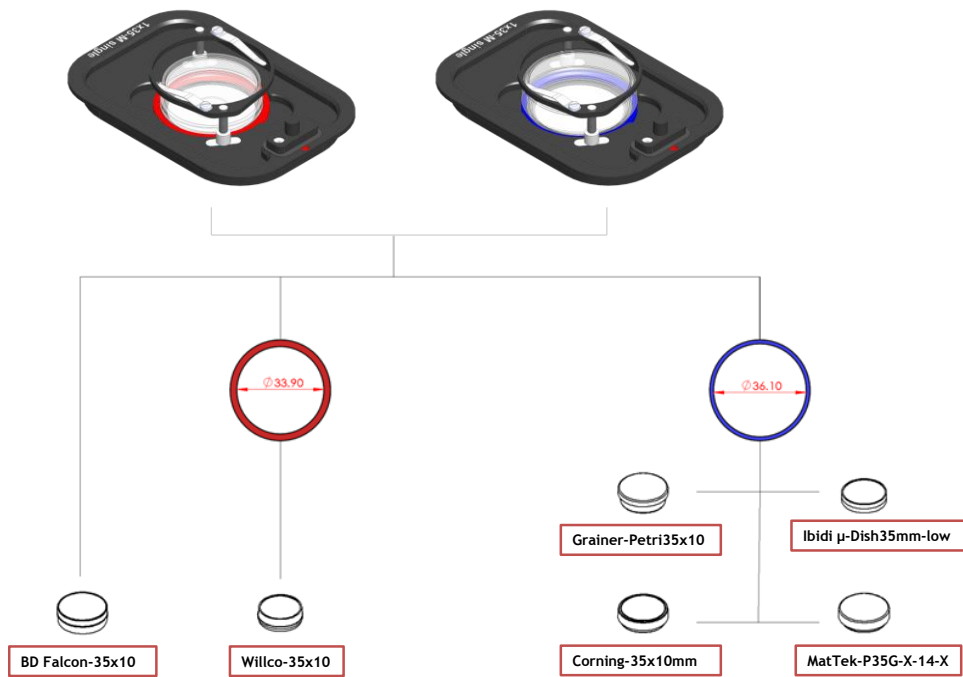 1x35-M single
1x35-M single
Ø33.90
Ø36.10
Grainer-Petri35x10
Ibidi µ-Dish35mm-low
BD Falcon-35x10
Willco-35x10
Corning-35x10mm
MatTek-P35G-X-14-X